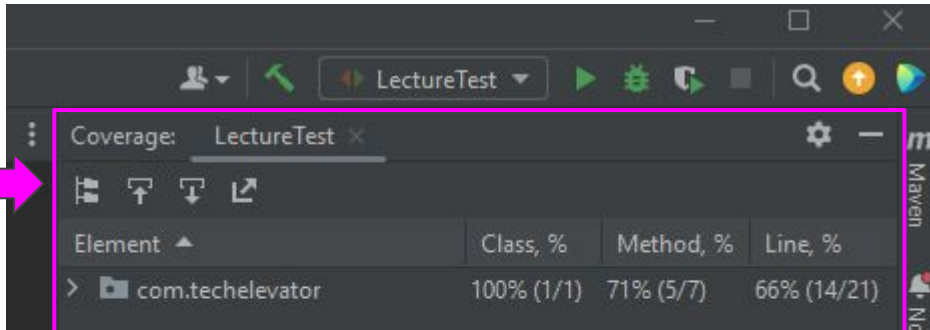 LectureTest
Coverage: LectureTest
Element Class, % Method, % Line, %
com.techelevator 100% (1/1) 71% (5/7) 66% (14/21)
m
Maven
No